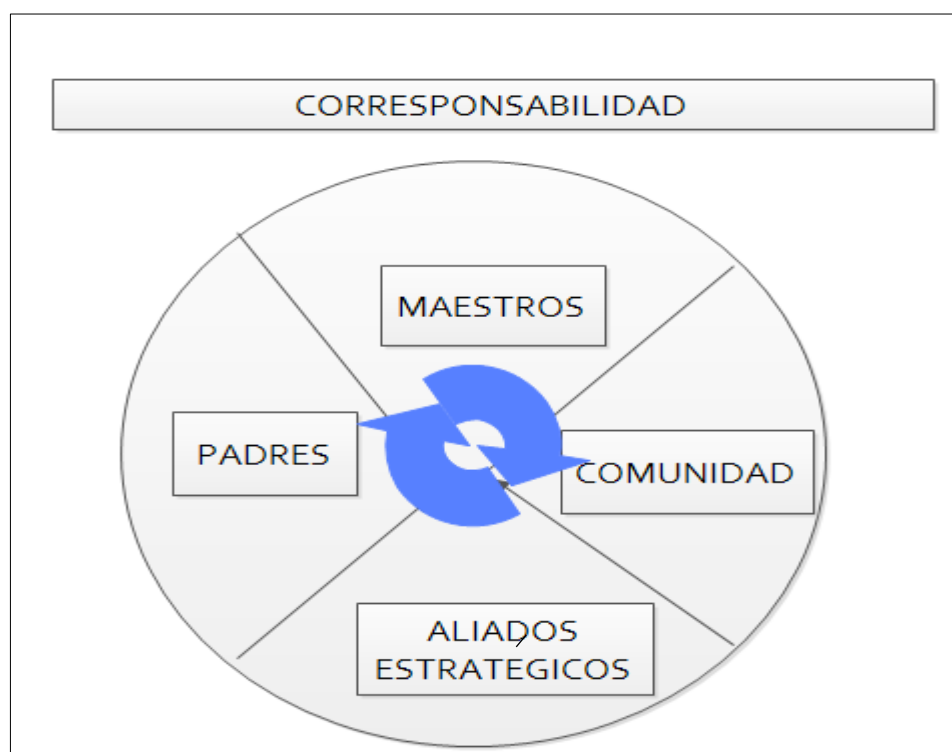 CORRESPONSABILIDAD
MAESTROS
PADRES
COMUNIDAD
ALIADOS
ESTRATEGICOS